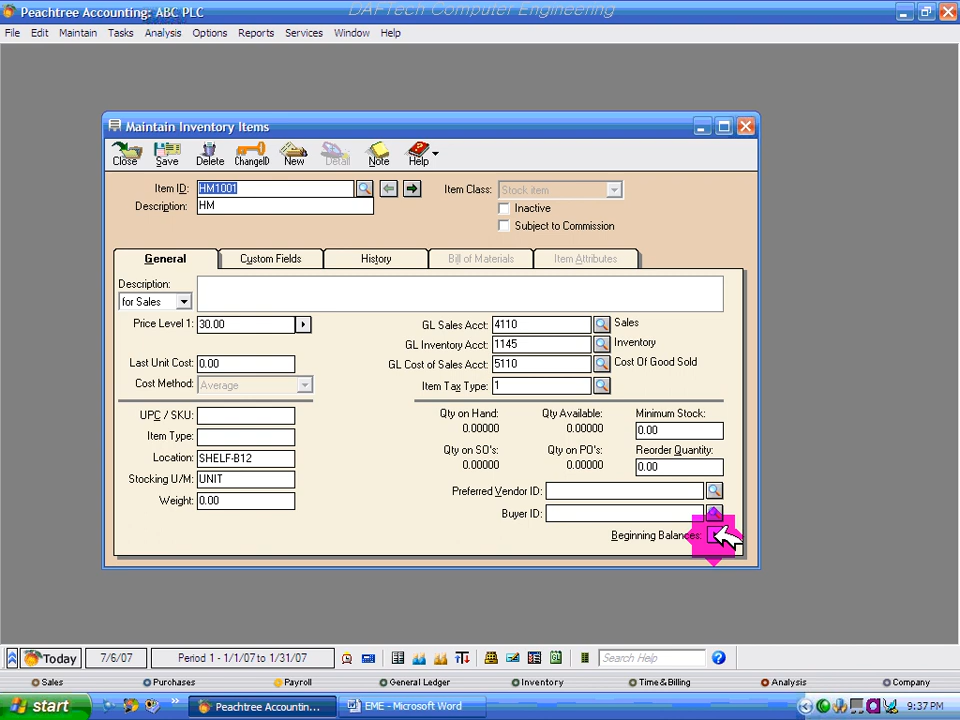 Peachtree Accounting: ABC PLC
DAFTech Computer Engineering
File Edit Maintain Tasks Analysis Options Reports Services Window Help
Maintain Inventory Items
Close Save Delete ChangeID New Detail Note Help
Item ID: HM1001 Item Class: Stock item
Description: HM Inactive
Subject to Commission
General Custom Fields History Bill of Materials Item Attributes
Description:
for Sales
Price Level 1: 30.00 GL Sales Acct: 4110 Sales
GL Inventory Acct: 1145 Inventory
Last Unit Cost: 0.00 GL Cost of Sales Acct: 5110 Cost Of Good Sold
Cost Method: Average Item Tax Type: 1
UPC / SKU: Qty on Hand: Qty Available: Minimum Stock:
0.00000 0.00000 0.00
Item Type:
Location: SHELF-B12 Qty on SO's: Qty on PO's: Reorder Quantity:
0.00000 0.00000 0.00
Stocking U/M: UNIT
Preferred Vendor ID:
Weight: 0.00
Buyer ID:
Beginning Balances:
Today 7/6/07 Period 1 - 1/1/07 to 1/31/07 Search Help
Sales Purchases Payroll General Ledger Inventory Time & Billing Analysis Company
start Peachtree Accountin... EME - Microsoft Word 9:37 PM